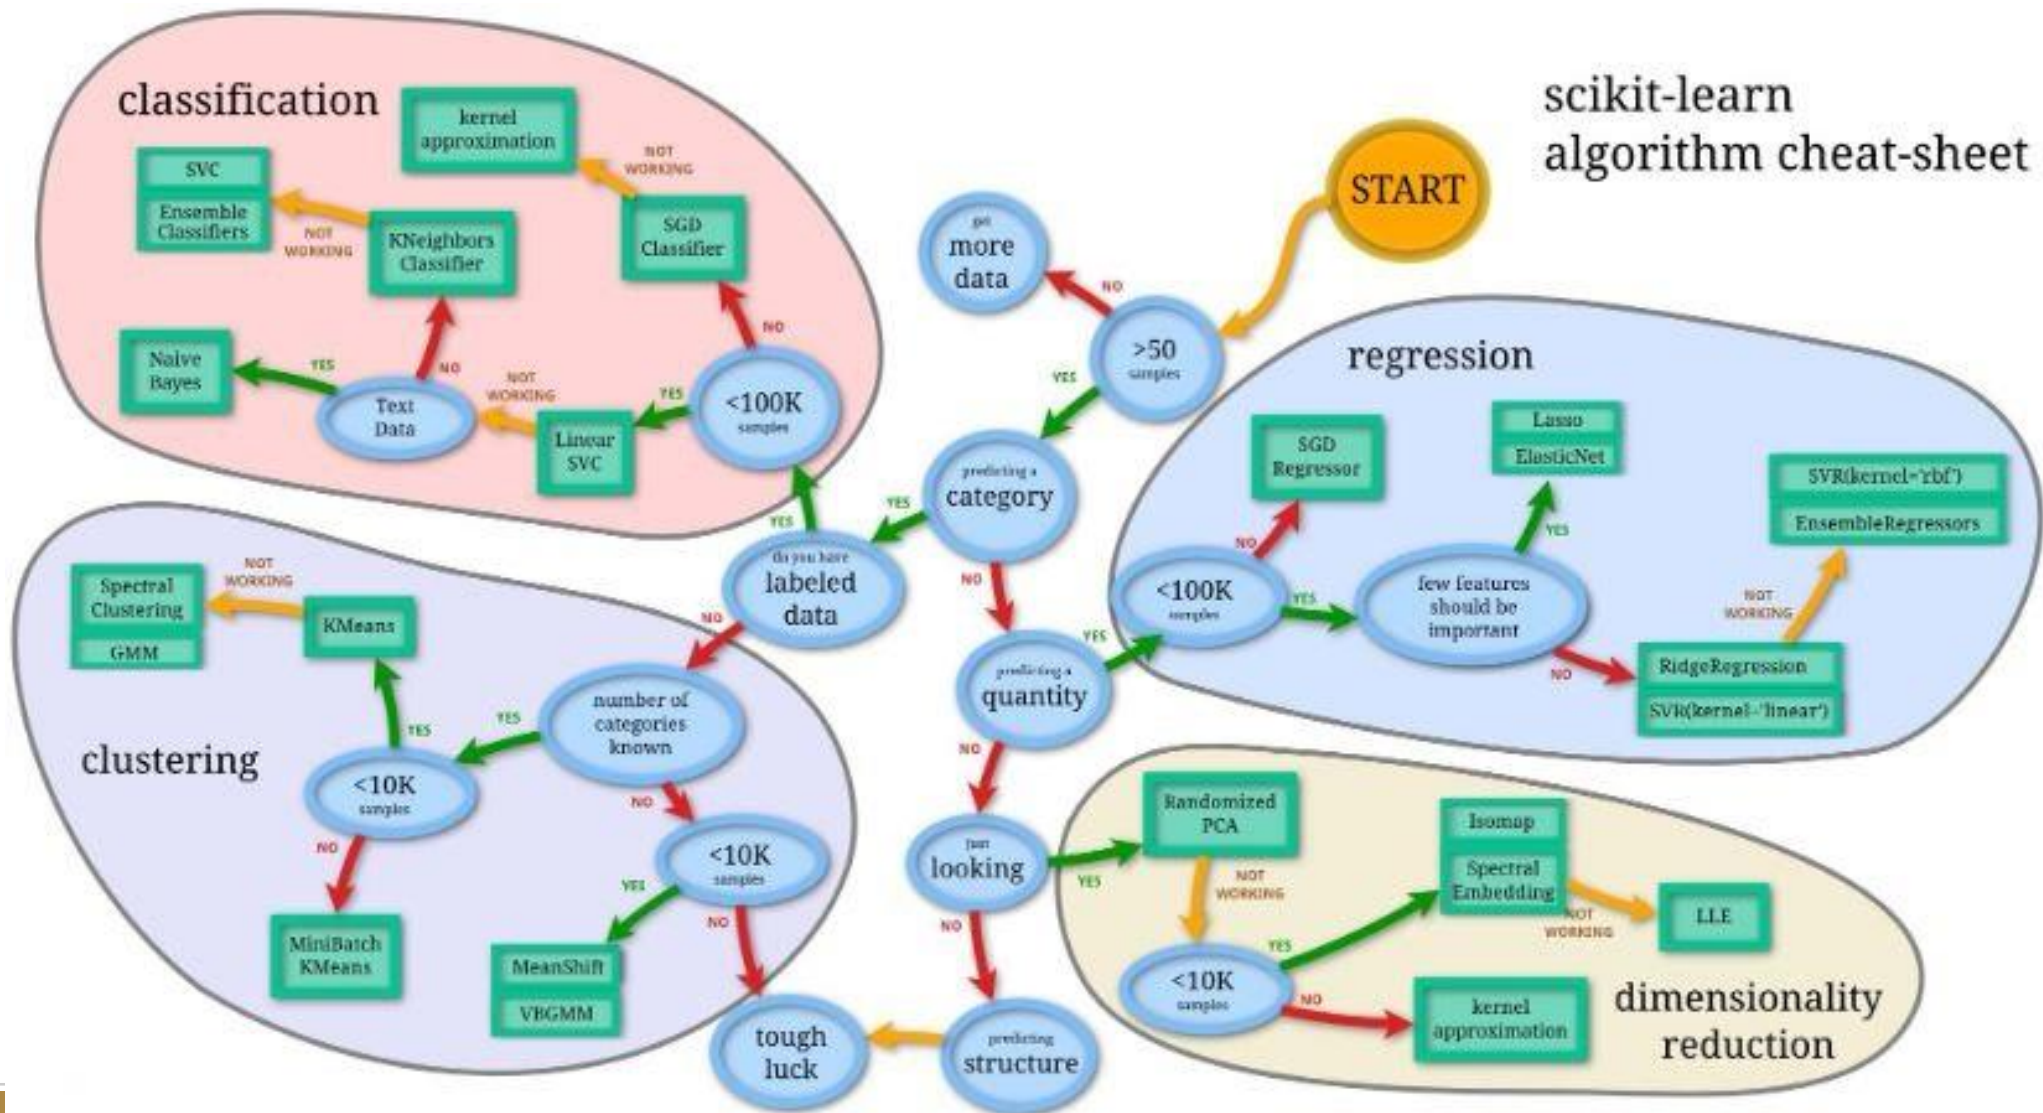 scikit-learn
algorithm cheat-sheet
START
classification
kernel
approximation
NOT
WORKING
SVC
Ensemble
Classifiers
NOT
WORKING
KNeighbors
Classifier
SGD
Classifier
NO
Naive
Bayes
YES
NO
Text
Data
NOT
WORKING
Linear
SVC
YES
<100K
samples
get
more
data
NO
>50
samples
YES
predicting a
category
YES
NO
YES
do you have
labeled
data
NO
predicting a
quantity
YES
NO
just
looking
YES
NO
predicting
structure
tough
luck
regression
SGD
Regressor
NO
<100K
samples
YES
Lasso
ElasticNet
YES
few features
should be
important
NO
SVR(kernel='rbf')
EnsembleRegressors
NOT
WORKING
RidgeRegression
SVR(kernel='linear')
clustering
Spectral
Clustering
GMM
NOT
WORKING
KMeans
YES
number of
categories
known
YES
NO
<10K
samples
NO
MiniBatch
KMeans
<10K
samples
YES
NO
MeanShift
VBGMM
Randomized
PCA
NOT
WORKING
<10K
samples
YES
NO
Isomap
Spectral
Embedding
NOT
WORKING
LLE
kernel
approximation
dimensionality
reduction